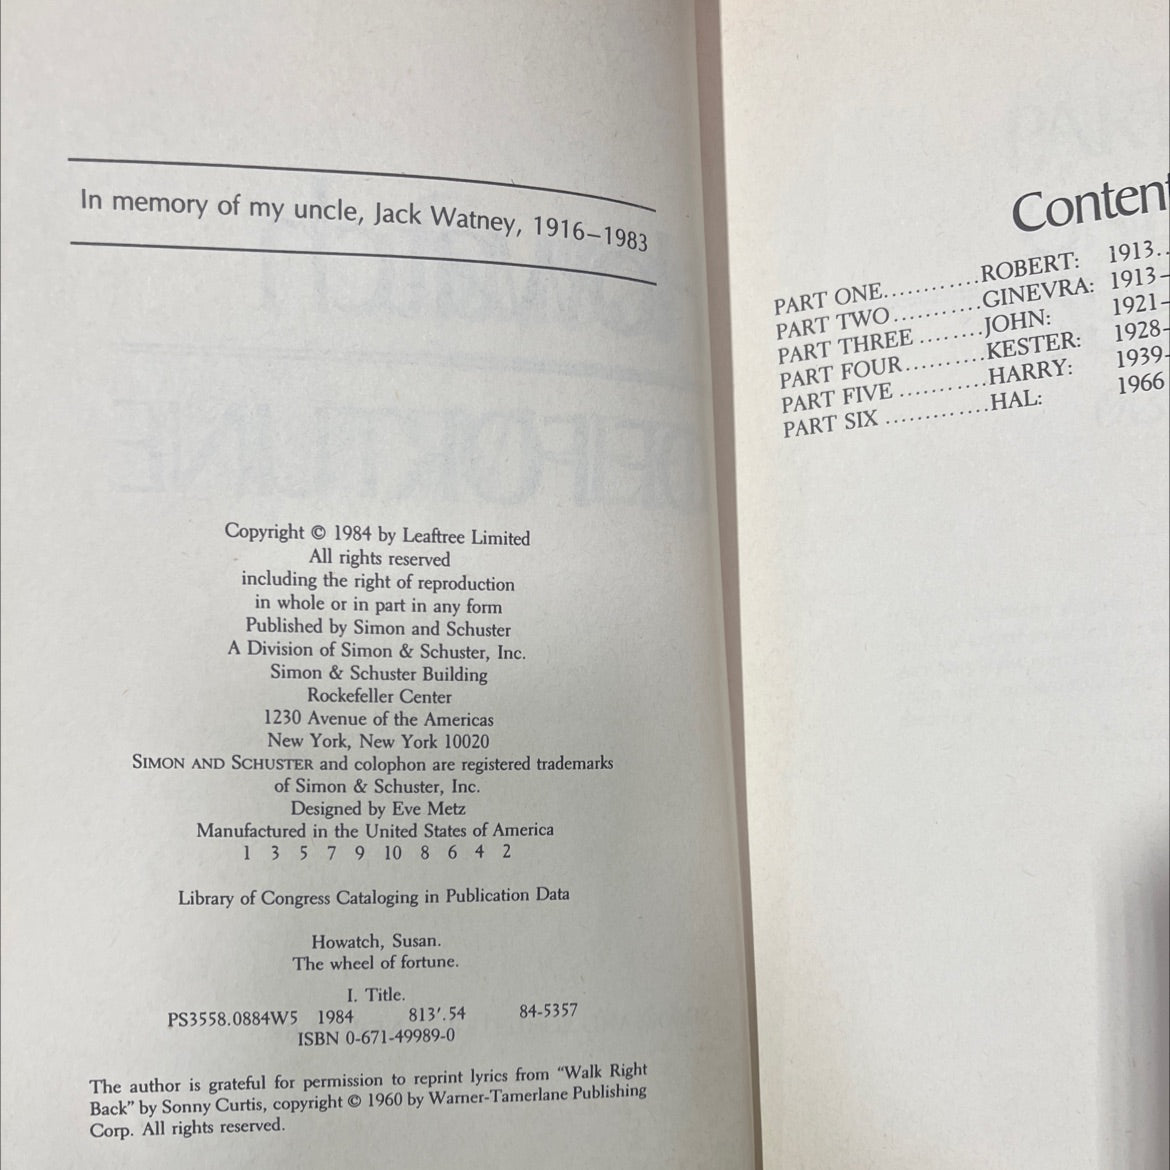 In memory of my uncle, Jack Watney, 1916–1983
Copyright © 1984 by Leaftree Limited
All rights reserved
including the right of reproduction
in whole or in part in any form
Published by Simon and Schuster
A Division of Simon & Schuster, Inc.
Simon & Schuster Building
Rockefeller Center
1230 Avenue of the Americas
New York, New York 10020
SIMON AND SCHUSTER and colophon are registered trademarks
of Simon & Schuster, Inc.
Designed by Eve Metz
Manufactured in the United States of America
1 3 5 7 9 10 8 6 4 2
Library of Congress Cataloging in Publication Data
Howatch, Susan.
The wheel of fortune.
I. Title.
PS3558.0884W5 1984 813'.54 84-5357
ISBN 0-671-49989-0
The author is grateful for permission to reprint lyrics from “Walk Right
Back” by Sonny Curtis, copyright © 1960 by Warner-Tamerlane Publishing
Corp. All rights reserved.
Content
PART ONE............ROBERT: 1913..
PART TWO...........GINEVRA: 1913–
PART THREE ........JOHN: 1921–
PART FOUR..........KESTER: 1928–
PART FIVE ...........HARRY: 1939–
PART SIX .............HAL: 1966